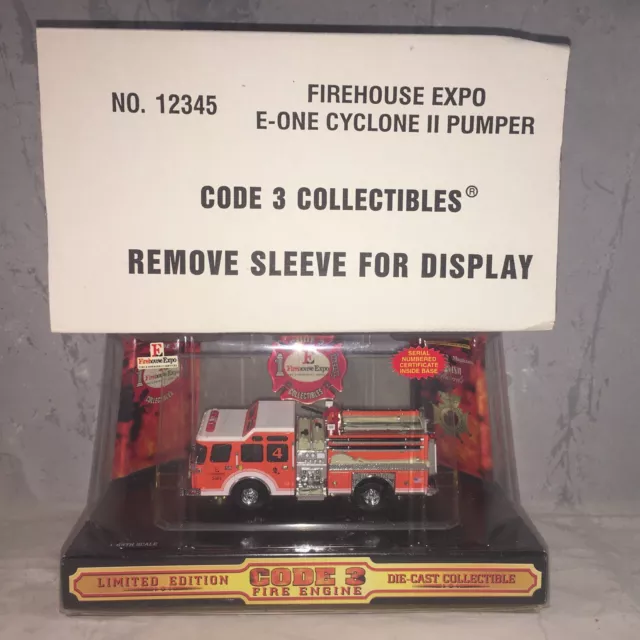 NO. 12345
FIREHOUSE EXPO
E-ONE CYCLONE II PUMPER
CODE 3 COLLECTIBLES®
REMOVE SLEEVE FOR DISPLAY
E
Firehouse Expo
E
Firehouse Expo
COLLECTIBLES
SERIAL
NUMBERED
CERTIFICATE
INSIDE BASE
4
LIMITED EDITION
CODE 3
FIRE ENGINE
DIE-CAST COLLECTIBLE